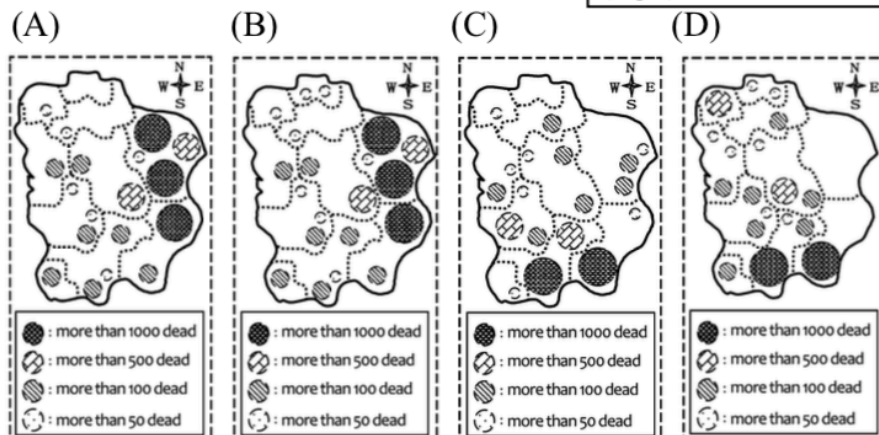 (A)
(B)
(C)
(D)
N
W E
S
N
W E
S
N
W E
S
N
W E
S
: more than 1000 dead
: more than 500 dead
: more than 100 dead
: more than 50 dead
: more than 1000 dead
: more than 500 dead
: more than 100 dead
: more than 50 dead
: more than 1000 dead
: more than 500 dead
: more than 100 dead
: more than 50 dead
: more than 1000 dead
: more than 500 dead
: more than 100 dead
: more than 50 dead